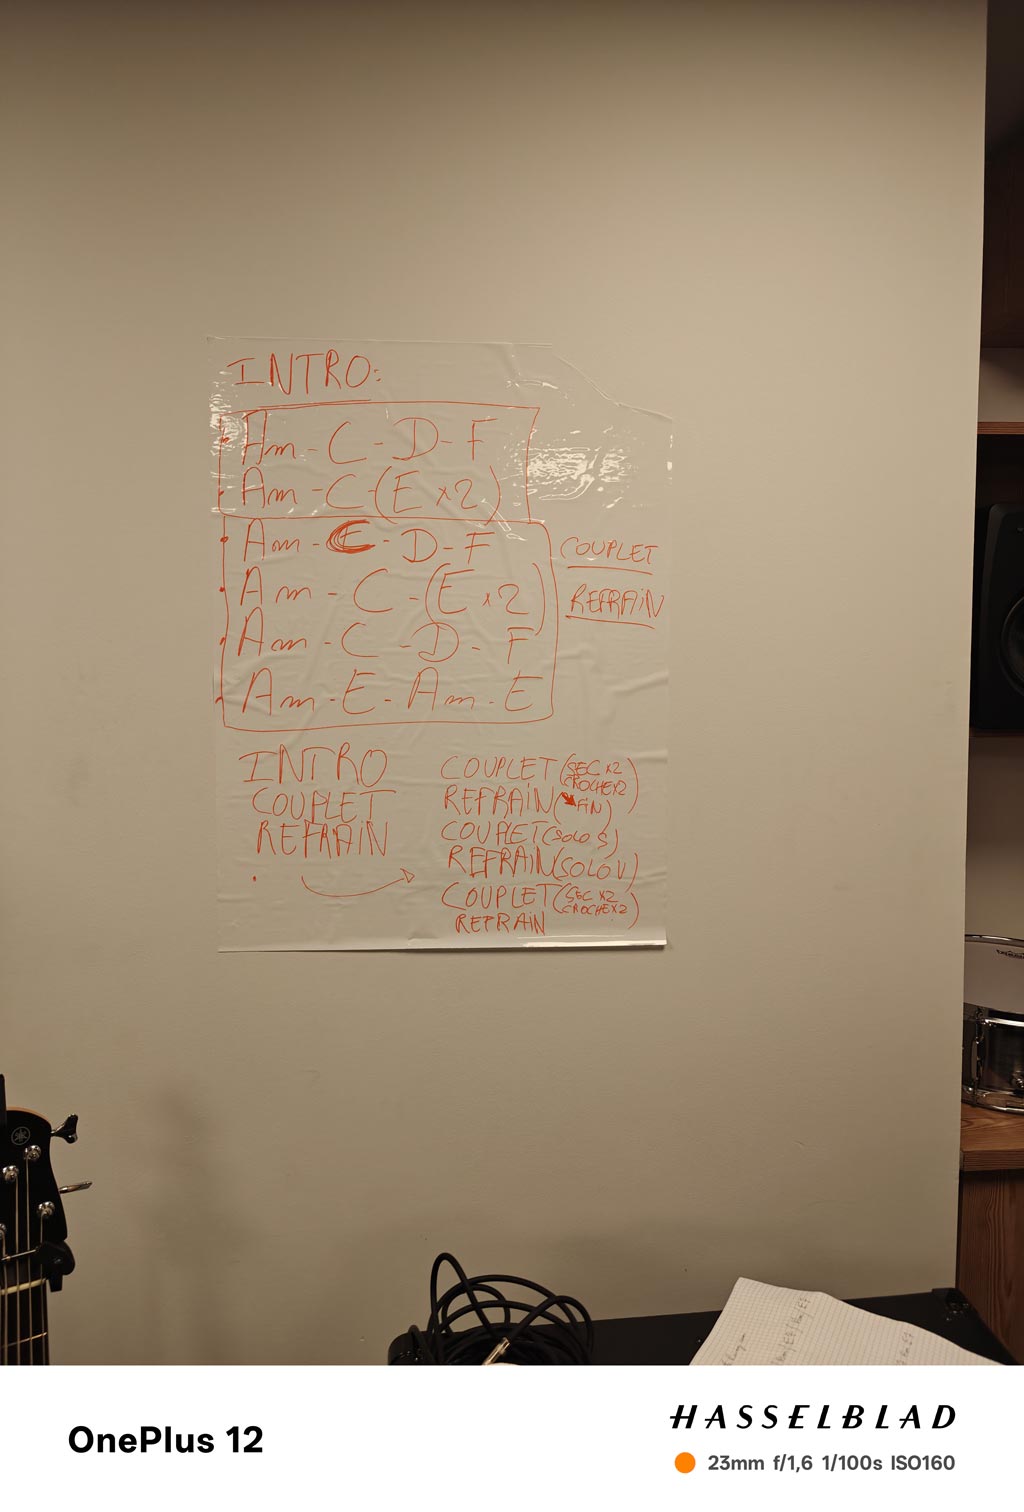 INTRO:
Am - C - D - F
Am - C - (E x2)
Am - C - D - F
Am - C - (E x2)
Am - C - D - F
Am - E - Am - E
COUPLET
REFRAIN
INTRO
COUPLET
REFRAIN
COUPLET (SEC x2
CROCHE x2)
REFRAIN (FIN)
COUPLET (SOLO S)
REFRAIN (SOLO V)
COUPLET (SEC x2
CROCHE x2)
REFRAIN
OnePlus 12
HASSELBLAD
23mm f/1,6 1/100s ISO160